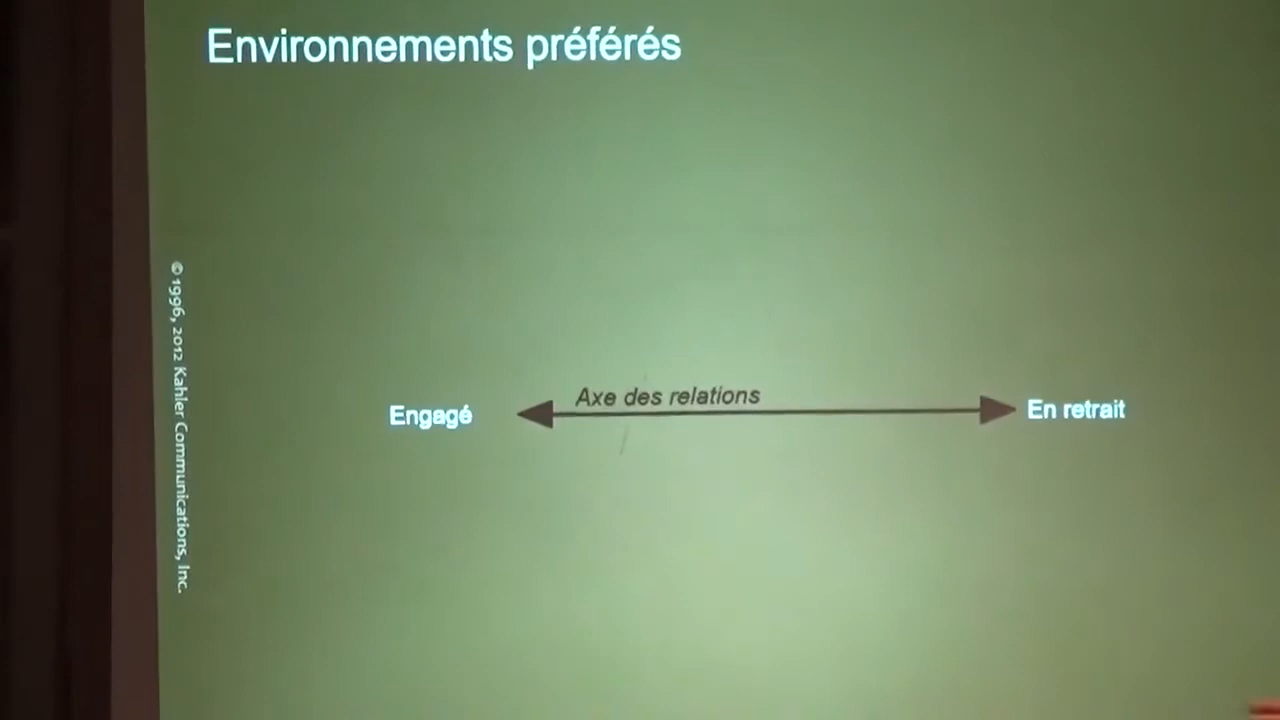 Environnements préférés
©1996, 2012 Kahler Communications, Inc.
Axe des relations
Engagé
En retrait